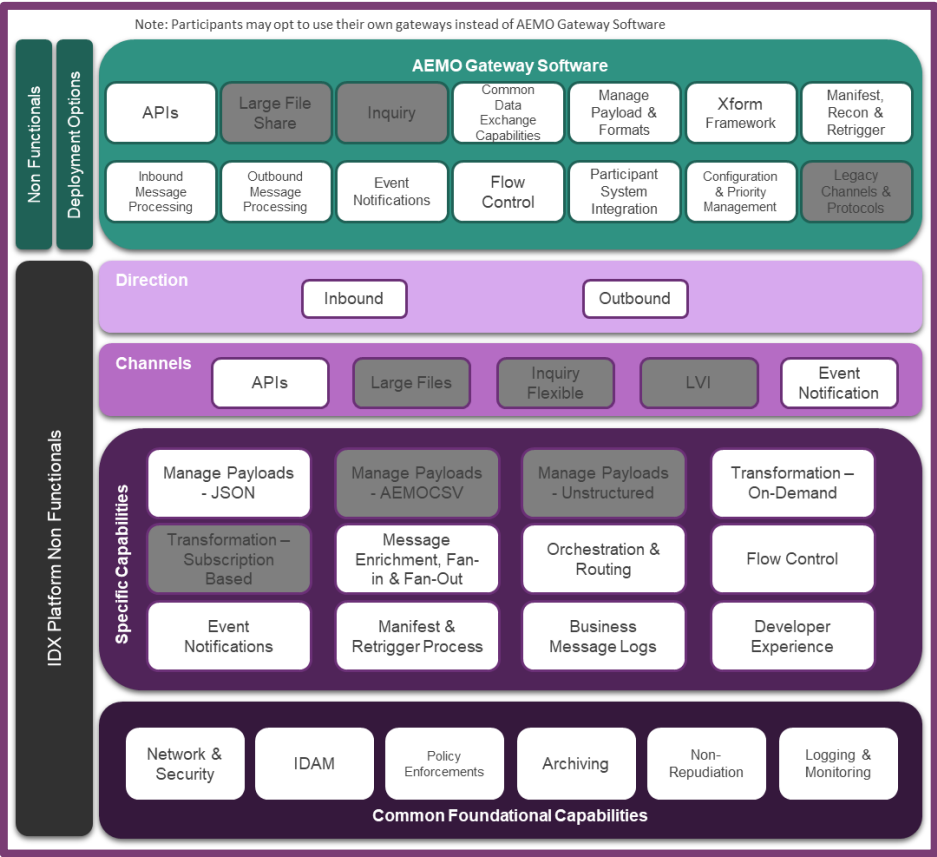 Note: Participants may opt to use their own gateways instead of AEMO Gateway Software
Non Functionals
Deployment Options
AEMO Gateway Software
APIs
Large File
Share
Inquiry
Common
Data
Exchange
Capabilities
Manage
Payload &
Formats
Xform
Framework
Manifest,
Recon &
Retrigger
Inbound
Message
Processing
Outbound
Message
Processing
Event
Notifications
Flow
Control
Participant
System
Integration
Configuration
& Priority
Management
Legacy
Channels &
Protocols
IDX Platform Non Functionals
Direction
Inbound
Outbound
Channels
APIs
Large Files
Inquiry
Flexible
LVI
Event
Notification
Specific Capabilities
Manage Payloads
- JSON
Manage Payloads
- AEMOCSV
Manage Payloads
- Unstructured
Transformation –
On-Demand
Transformation –
Subscription
Based
Message
Enrichment, Fan-
in & Fan-Out
Orchestration &
Routing
Flow Control
Event
Notifications
Manifest &
Retrigger Process
Business
Message Logs
Developer
Experience
Network &
Security
IDAM
Policy
Enforcements
Archiving
Non-
Repudiation
Logging &
Monitoring
Common Foundational Capabilities